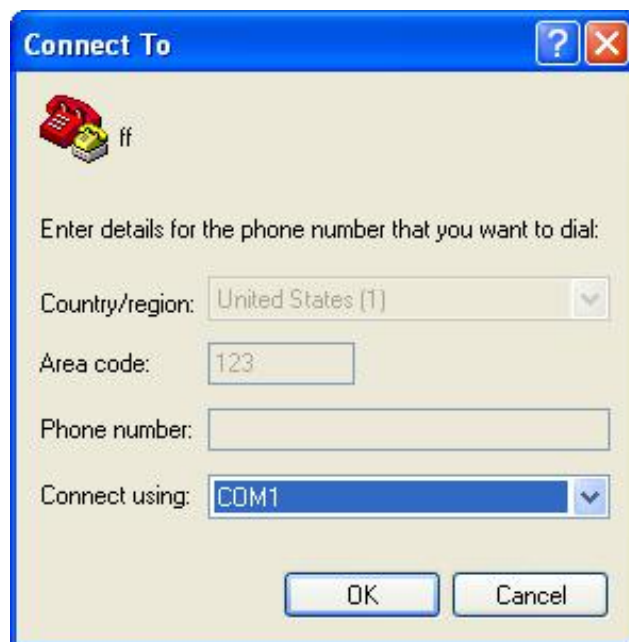 Connect To
ff
Enter details for the phone number that you want to dial:
Country/region: United States (1)
Area code: 123
Phone number:
Connect using: COM1
OK Cancel